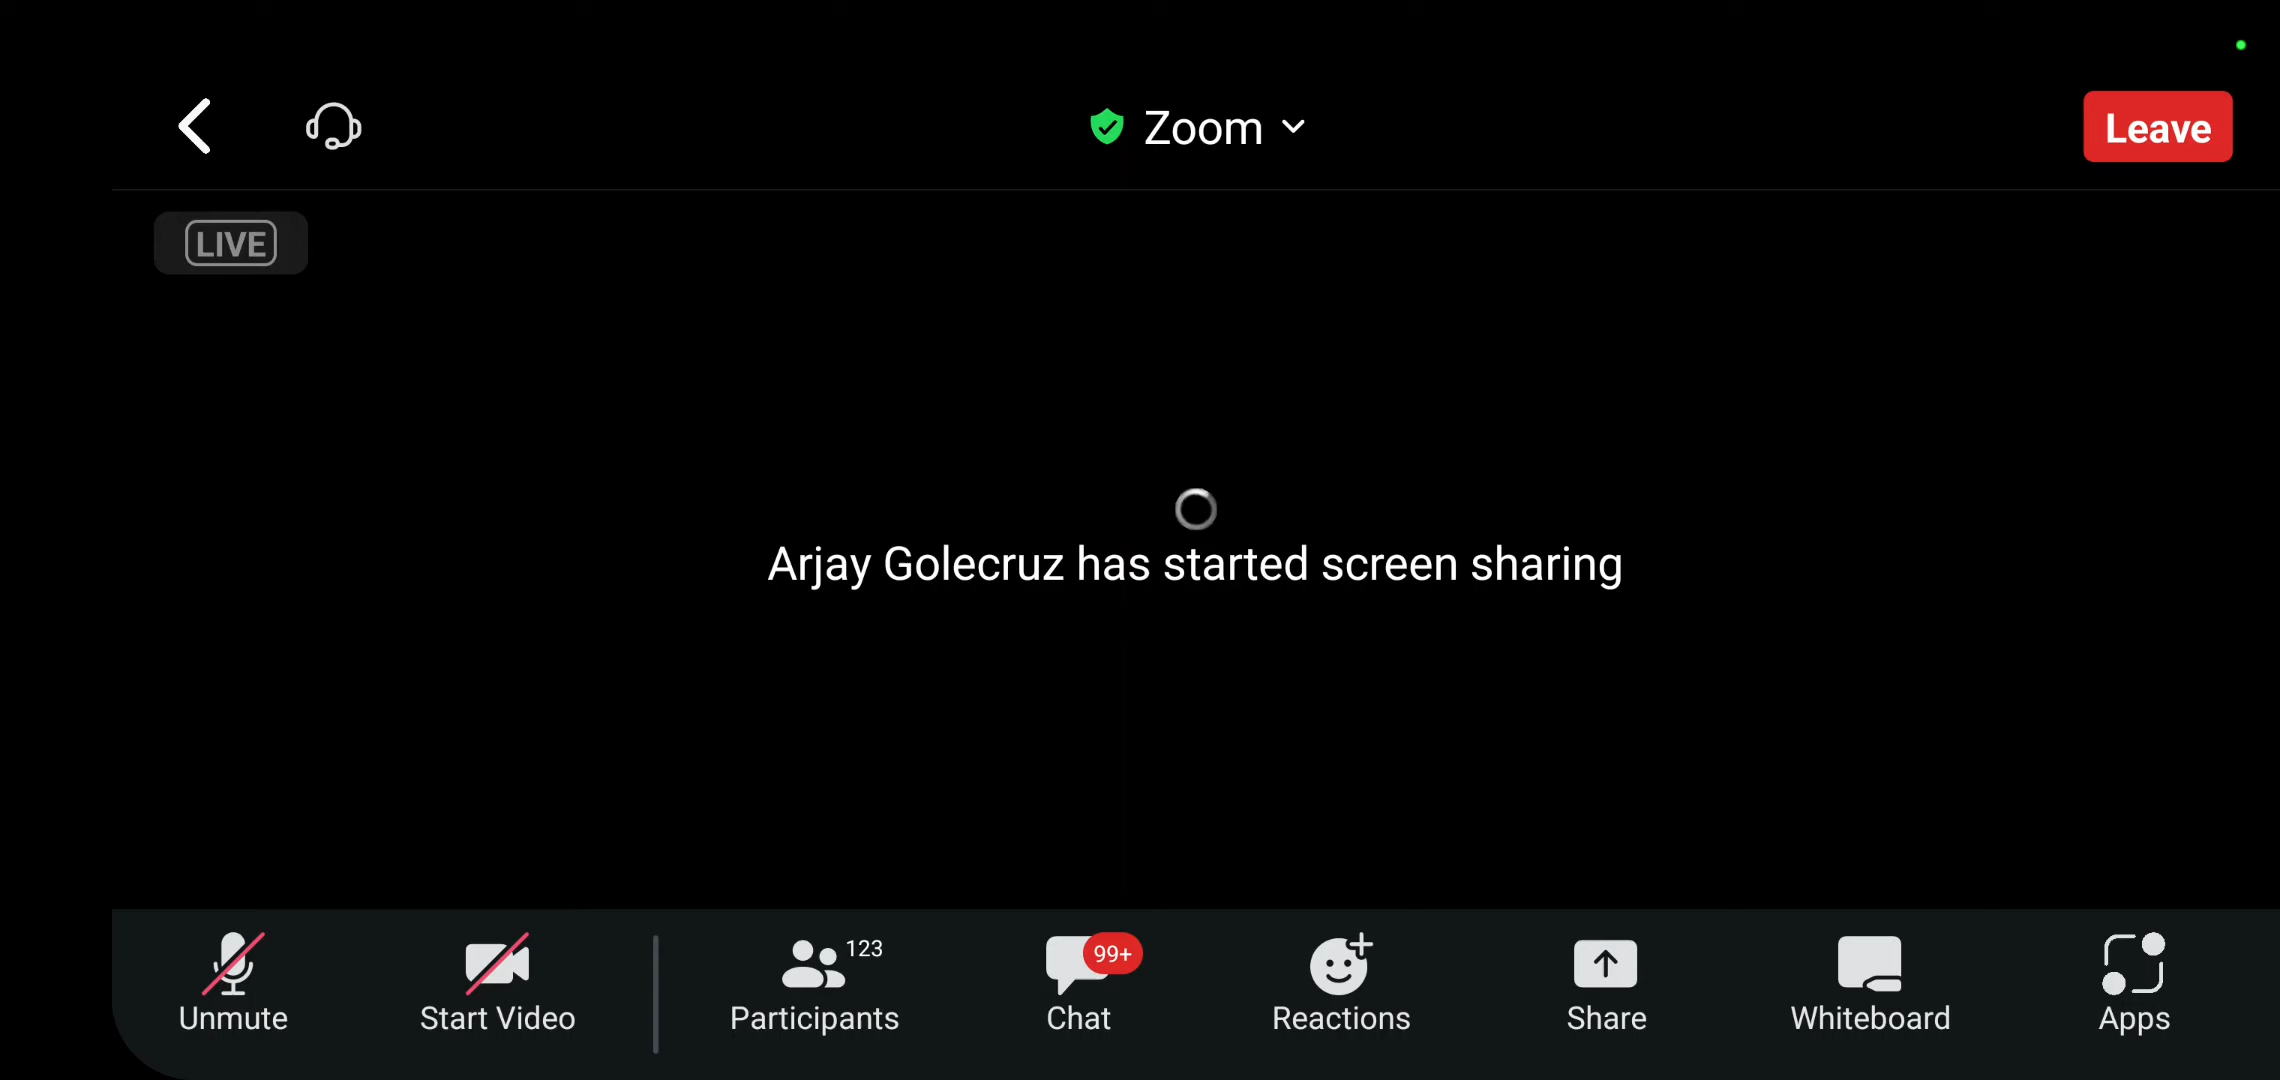 Zoom
Leave
LIVE
Arjay Golecruz has started screen sharing
123
99+
Unmute
Start Video
Participants
Chat
Reactions
Share
Whiteboard
Apps